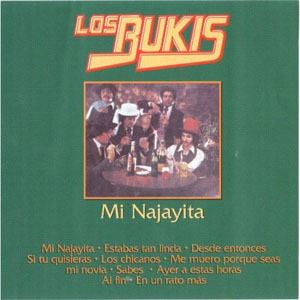 LOS BUKIS
Mi Najayita
Mi Najayita • Estabas tan linda • Desde entonces
Si tu quisieras • Los chicanos • Me muero porque seas
mi novia • Sabes • Ayer a estas horas
Al fin • En un rato más